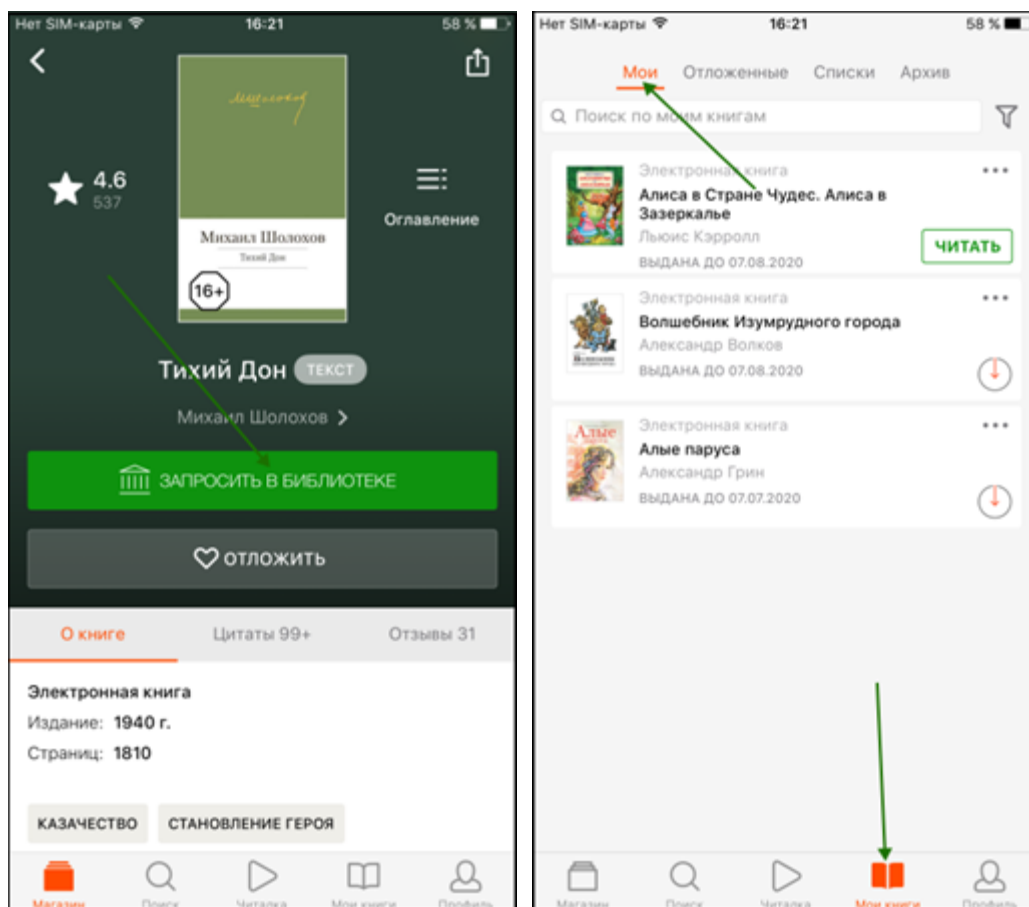 Нет SIM-карты 16:21 58 %
Шолохов
4.6
537
Оглавление
Михаил Шолохов
Тихий Дон
16+
Тихий Дон ТЕКСТ
Михаил Шолохов
ЗАПРОСИТЬ В БИБЛИОТЕКЕ
ОТЛОЖИТЬ
О книге Цитаты 99+ Отзывы 31
Электронная книга
Издание: 1940 г.
Страниц: 1810
КАЗАЧЕСТВО СТАНОВЛЕНИЕ ГЕРОЯ
Магазин Поиск Читалка Мои книги Профиль
Нет SIM-карты 16:21 58 %
Мои Отложенные Списки Архив
Поиск по моим книгам
Электронная книга
Алиса в Стране Чудес. Алиса в
Зазеркалье
Льюис Кэрролл
ВЫДАНА ДО 07.08.2020
ЧИТАТЬ
Электронная книга
Волшебник Изумрудного города
Александр Волков
ВЫДАНА ДО 07.08.2020
Алые
Электронная книга
Алые паруса
Александр Грин
ВЫДАНА ДО 07.07.2020
Магазин Поиск Читалка Мои книги Профиль